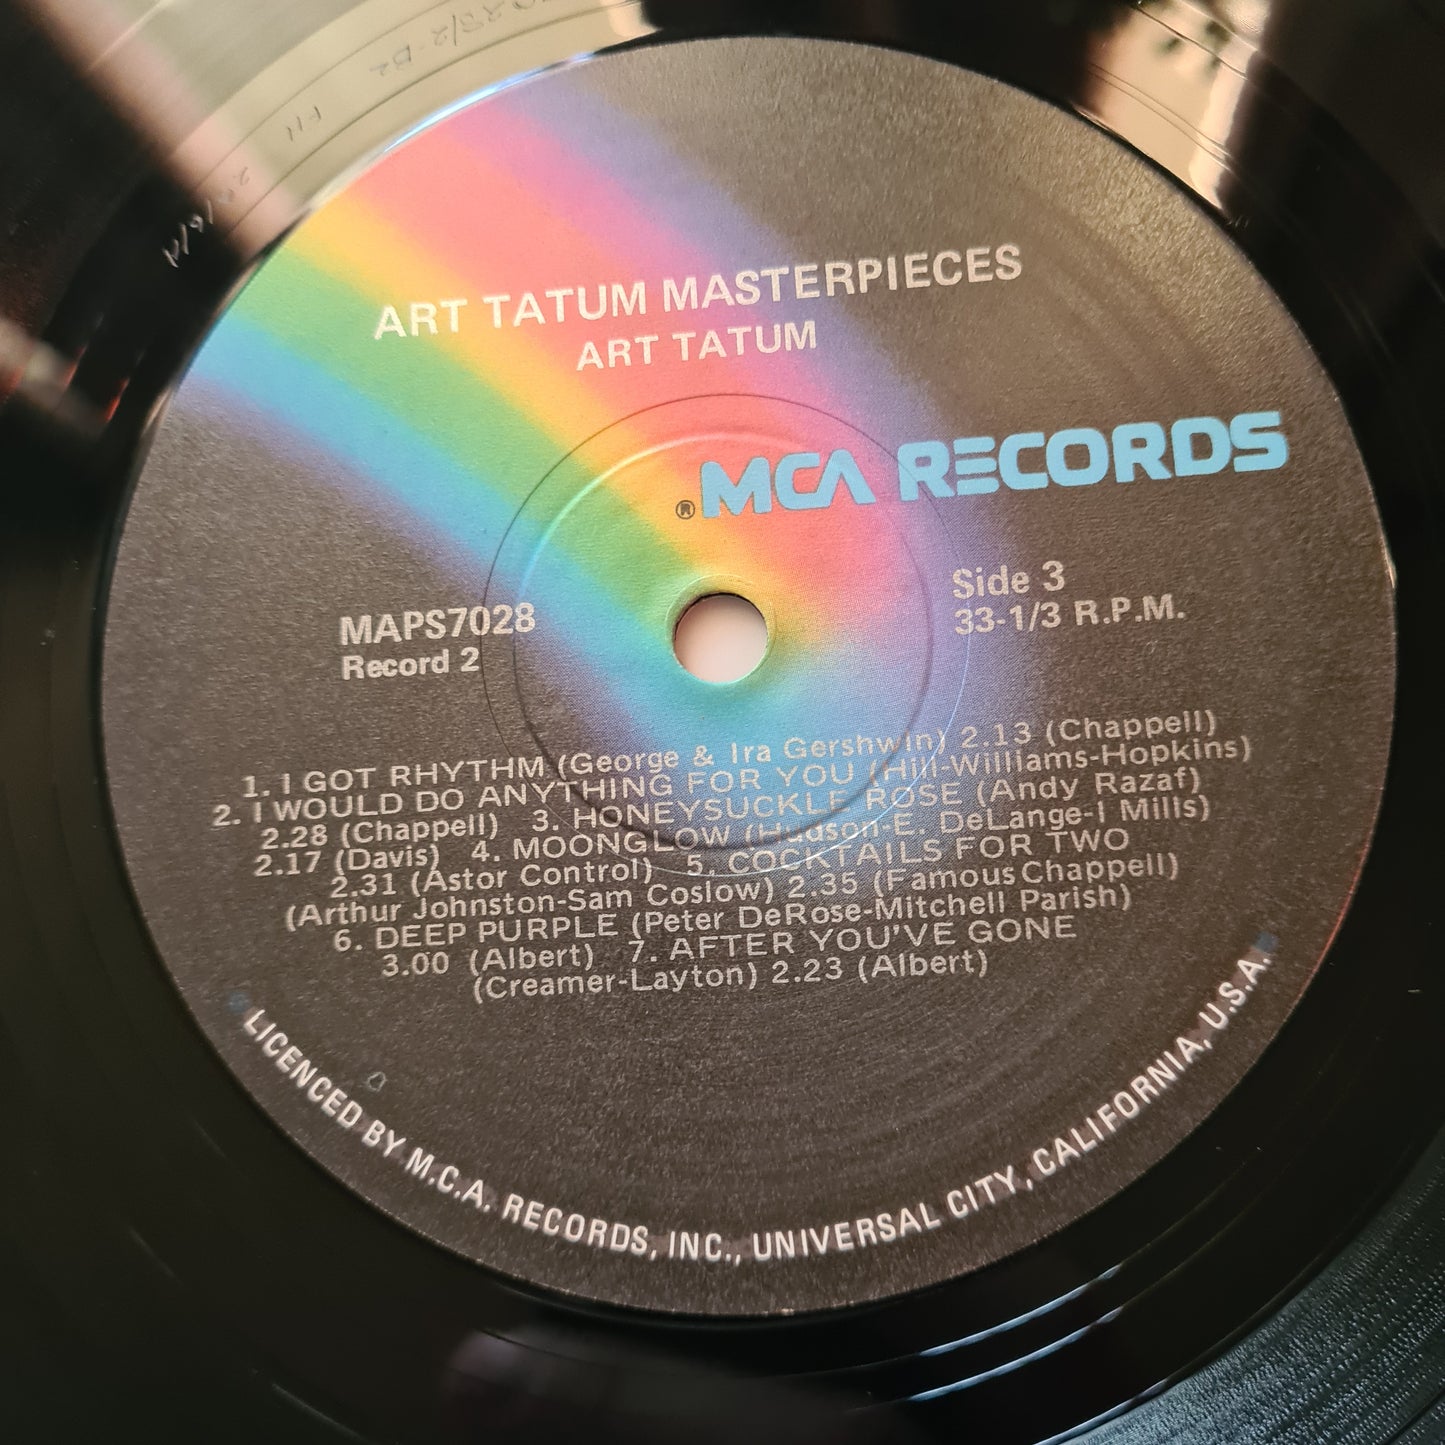 ART TATUM MASTERPIECES
ART TATUM
® MCA RECORDS
MAPS7028
Record 2
Side 3
33-1/3 R.P.M.
1. I GOT RHYTHM (George & Ira Gershwin) 2.13 (Chappell)
2. I WOULD DO ANYTHING FOR YOU (Hill-Williams-Hopkins)
2.28 (Chappell) 3. HONEYSUCKLE ROSE (Andy Razaf)
2.17 (Davis) 4. MOONGLOW (Hudson-E. DeLange-I Mills)
2.31 (Astor Control) 5. COCKTAILS FOR TWO
(Arthur Johnston-Sam Coslow) 2.35 (Famous Chappell)
6. DEEP PURPLE (Peter DeRose-Mitchell Parish)
3.00 (Albert) 7. AFTER YOU'VE GONE
(Creamer-Layton) 2.23 (Albert)
LICENCED BY M.C.A. RECORDS, INC., UNIVERSAL CITY, CALIFORNIA, U.S.A.